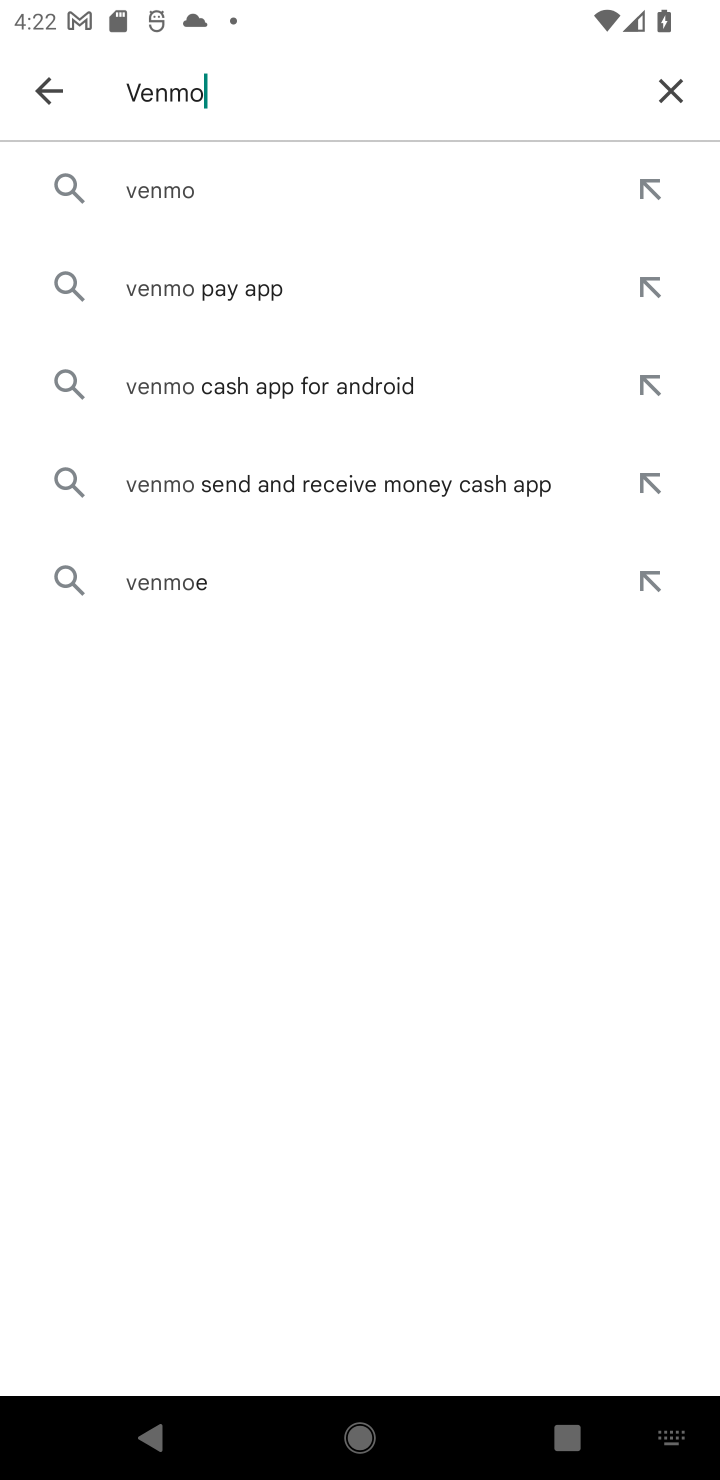 4:22
Venmo
venmo
venmo pay app
venmo cash app for android
venmo send and receive money cash app
venmoe